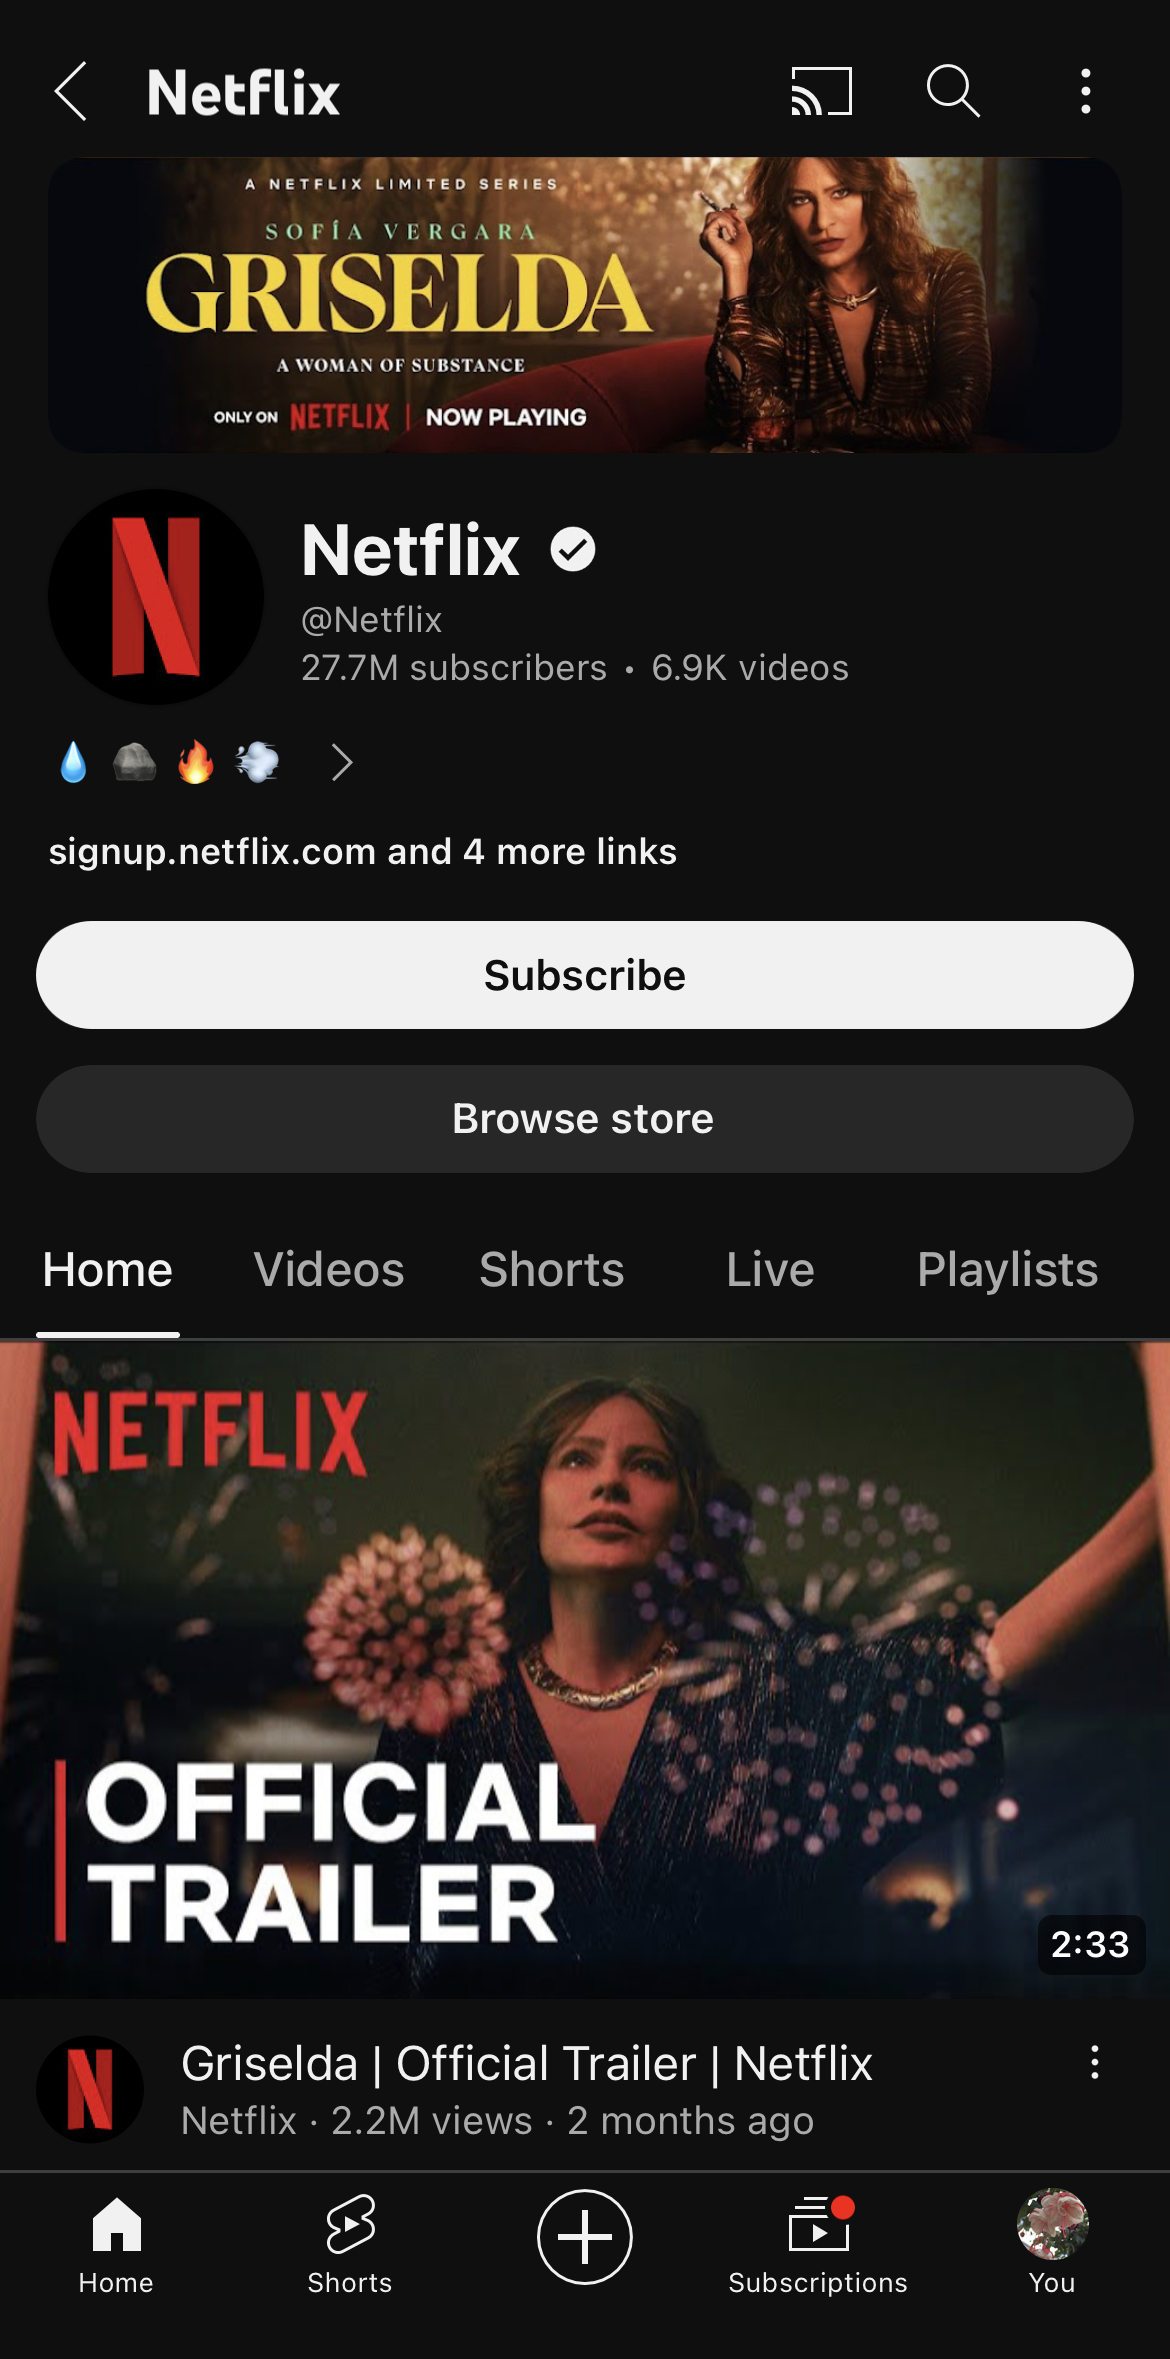 Netflix
A NETFLIX LIMITED SERIES
SOFÍA VERGARA
GRISELDA
A WOMAN OF SUBSTANCE
ONLY ON NETFLIX | NOW PLAYING
N
Netflix
@Netflix
27.7M subscribers • 6.9K videos
💧 🪨 🔥 💨
signup.netflix.com and 4 more links
Subscribe
Browse store
Home Videos Shorts Live Playlists
NETFLIX
OFFICIAL
TRAILER
2:33
N
Griselda | Official Trailer | Netflix
Netflix · 2.2M views · 2 months ago
Home Shorts Subscriptions You